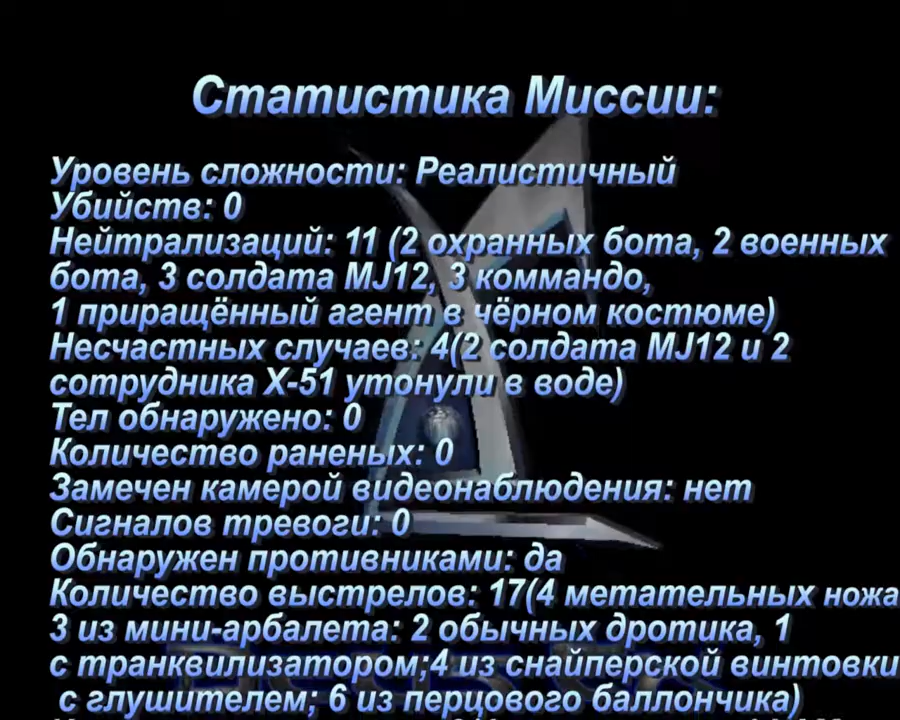 Статистика Миссии:
Уровень сложности: Реалистичный
Убийств: 0
Нейтрализаций: 11 (2 охранных бота, 2 военных
бота, 3 солдата MJ12, 3 коммандо,
1 приращённый агент в чёрном костюме)
Несчастных случаев: 4(2 солдата MJ12 и 2
сотрудника X-51 утонули в воде)
Тел обнаружено: 0
Количество раненых: 0
Замечен камерой видеонаблюдения: нет
Сигналов тревоги: 0
Обнаружен противниками: да
Количество выстрелов: 17(4 метательных ножа
3 из мини-арбалета: 2 обычных дротика, 1
с транквилизатором;4 из снайперской винтовки
с глушителем; 6 из перцового баллончика)